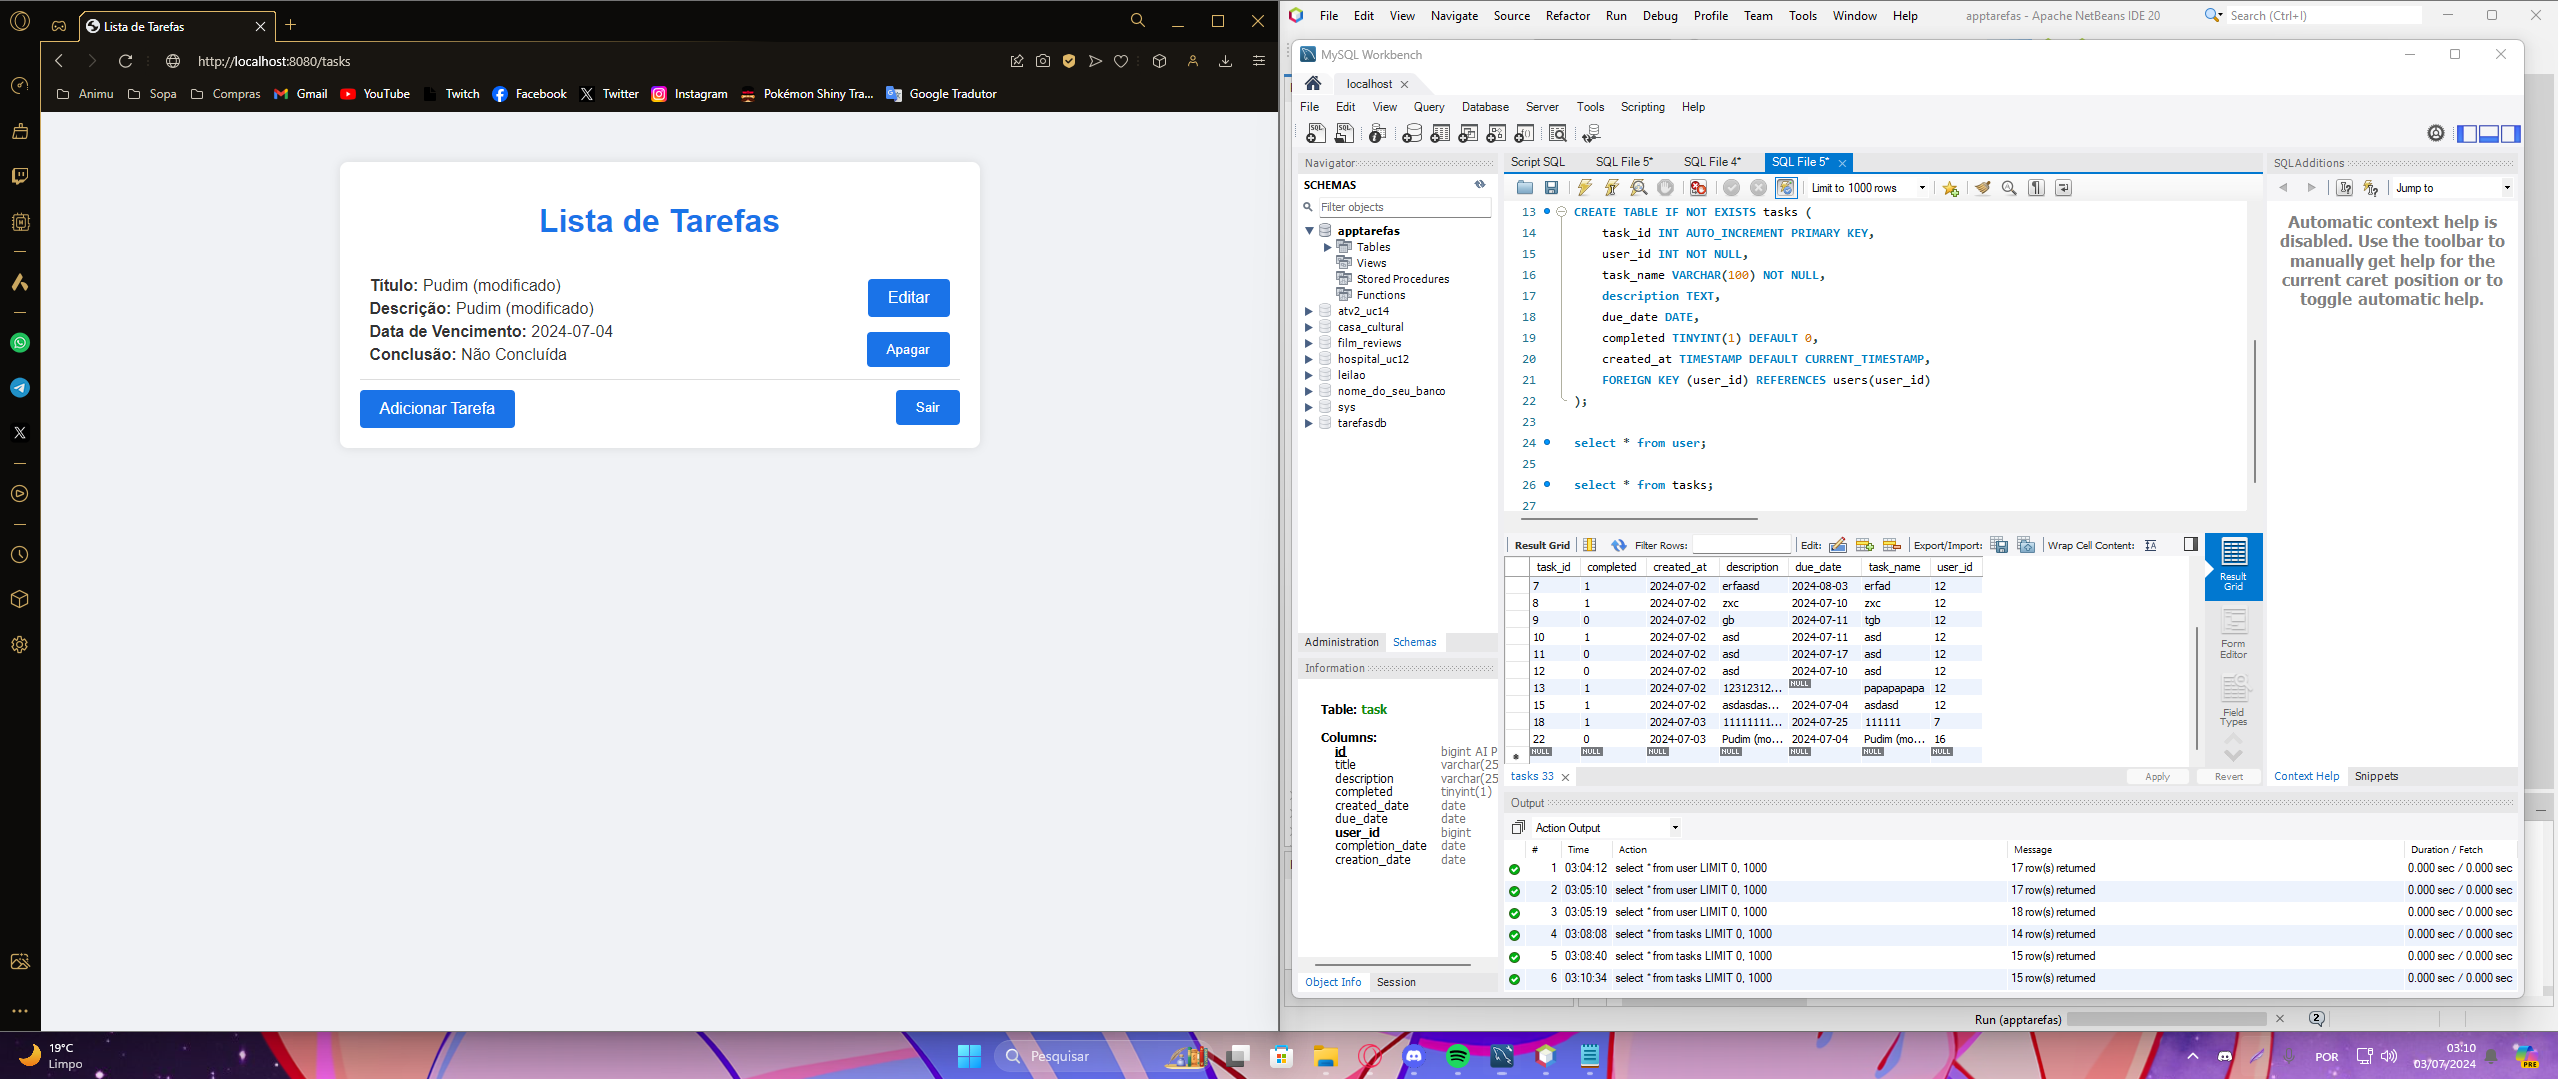 Lista de Tarefas
http://localhost:8080/tasks
Animu Sopa Compras Gmail YouTube Twitch Facebook Twitter Instagram Pokémon Shiny Tra... Google Tradutor
Lista de Tarefas
Título: Pudim (modificado)
Descrição: Pudim (modificado)
Data de Vencimento: 2024-07-04
Conclusão: Não Concluída
Editar
Apagar
Adicionar Tarefa
Sair
File Edit View Navigate Source Refactor Run Debug Profile Team Tools Window Help apptarefas - Apache NetBeans IDE 20 Search (Ctrl+I)
MySQL Workbench
localhost
File Edit View Query Database Server Tools Scripting Help
Navigator
SCHEMAS
Filter objects
apptarefas
Tables
Views
Stored Procedures
Functions
atv2_uc14
casa_cultural
film_reviews
hospital_uc12
leilao
nome_do_seu_banco
sys
tarefasdb
Administration Schemas
Information
Table: task
Columns:
id bigint AI P
title varchar(25
description varchar(25
completed tinyint(1)
created_date date
due_date date
user_id bigint
completion_date date
creation_date date
Object Info Session
Script SQL SQL File 5* SQL File 4* SQL File 5*
Limit to 1000 rows
13 CREATE TABLE IF NOT EXISTS tasks (
14 task_id INT AUTO_INCREMENT PRIMARY KEY,
15 user_id INT NOT NULL,
16 task_name VARCHAR(100) NOT NULL,
17 description TEXT,
18 due_date DATE,
19 completed TINYINT(1) DEFAULT 0,
20 created_at TIMESTAMP DEFAULT CURRENT_TIMESTAMP,
21 FOREIGN KEY (user_id) REFERENCES users(user_id)
22 );
23
24 select * from user;
25
26 select * from tasks;
27
Result Grid Filter Rows: Edit: Export/Import: Wrap Cell Content:
task_id completed created_at description due_date task_name user_id
7 1 2024-07-02 erfaasd 2024-08-03 erfad 12
8 1 2024-07-02 zxc 2024-07-10 zxc 12
9 0 2024-07-02 gb 2024-07-11 tgb 12
10 1 2024-07-02 asd 2024-07-11 asd 12
11 0 2024-07-02 asd 2024-07-17 asd 12
12 0 2024-07-02 asd 2024-07-10 asd 12
13 1 2024-07-02 12312312... NULL papapapapa 12
15 1 2024-07-02 asdasdas... 2024-07-04 asdasd 12
18 1 2024-07-03 11111111... 2024-07-25 111111 7
22 0 2024-07-03 Pudim (mo... 2024-07-04 Pudim (mo... 16
NULL NULL NULL NULL NULL NULL NULL
Result Grid
Form Editor
Field Types
tasks 33 Apply Revert
SQLAdditions
Jump to
Automatic context help is
disabled. Use the toolbar to
manually get help for the
current caret position or to
toggle automatic help.
Context Help Snippets
Output
Action Output
# Time Action Message Duration / Fetch
1 03:04:12 select * from user LIMIT 0, 1000 17 row(s) returned 0.000 sec / 0.000 sec
2 03:05:10 select * from user LIMIT 0, 1000 17 row(s) returned 0.000 sec / 0.000 sec
3 03:05:19 select * from user LIMIT 0, 1000 18 row(s) returned 0.000 sec / 0.000 sec
4 03:08:08 select * from tasks LIMIT 0, 1000 14 row(s) returned 0.000 sec / 0.000 sec
5 03:08:40 select * from tasks LIMIT 0, 1000 15 row(s) returned 0.000 sec / 0.000 sec
6 03:10:34 select * from tasks LIMIT 0, 1000 15 row(s) returned 0.000 sec / 0.000 sec
Run (apptarefas) 2
19°C
Limpo
Pesquisar
POR
03:10
03/07/2024
PRE